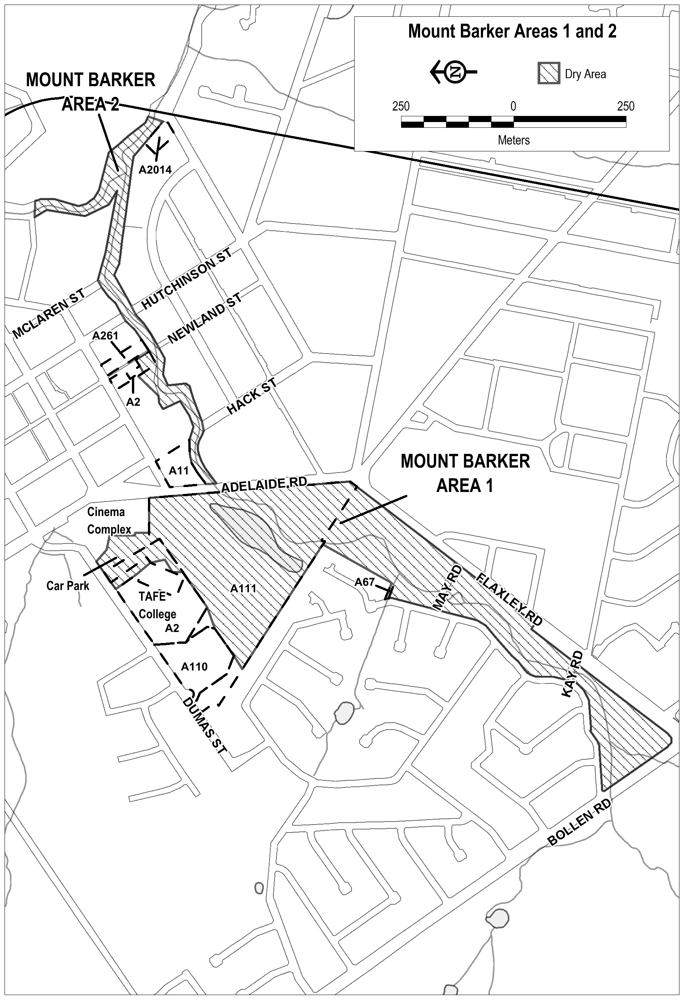 Mount Barker Areas 1 and 2
N
Dry Area
250 0 250
Meters
MOUNT BARKER
AREA 2
A2014
HUTCHINSON ST
MCLAREN ST
NEWLAND ST
A261
A2
HACK ST
A11
MOUNT BARKER
AREA 1
ADELAIDE RD
Cinema
Complex
Car Park
A67
MAY RD
FLAXLEY RD
A111
TAFE
College
A2
A110
KAY RD
DUMAS ST
BOLLEN RD